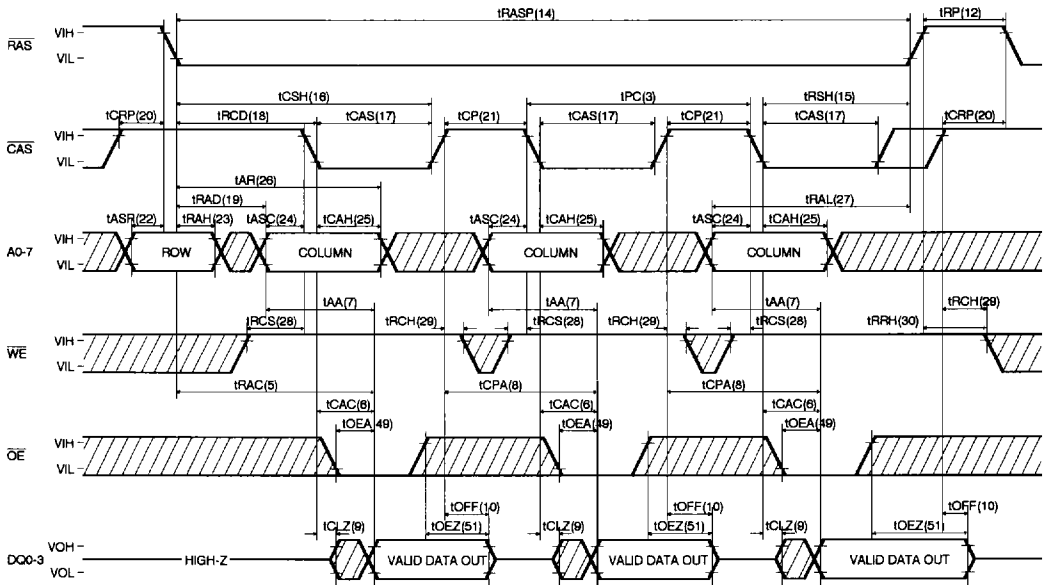 tRASP(14) tRP(12)
RAS VIH
VIL
tCSH(16) tPC(3) tRSH(15)
tCRP(20) tRCD(18) tCAS(17) tCP(21) tCAS(17) tCP(21) tCAS(17) tCRP(20)
CAS VIH
VIL
tAR(26)
tRAD(19) tRAL(27)
tASR(22) tRAH(23) tASC(24) tCAH(25) tASC(24) tCAH(25) tASC(24) tCAH(25)
A0-7 VIH
VIL
ROW COLUMN COLUMN COLUMN
tAA(7) tAA(7) tAA(7)
tRCS(28) tRCH(29) tRCS(28) tRCH(29) tRCS(28) tRRH(30) tRCH(29)
WE VIH
VIL
tRAC(5) tCPA(8) tCPA(8)
tCAC(6) tCAC(6) tCAC(6)
tOEA(49) tOEA(49) tOEA(49)
OE VIH
VIL
tOFF(10) tOFF(10) tOFF(10)
tCLZ(9) tOEZ(51) tCLZ(9) tOEZ(51) tCLZ(9) tOEZ(51)
DQ0-3 VOH
VOL
HIGH-Z VALID DATA OUT VALID DATA OUT VALID DATA OUT